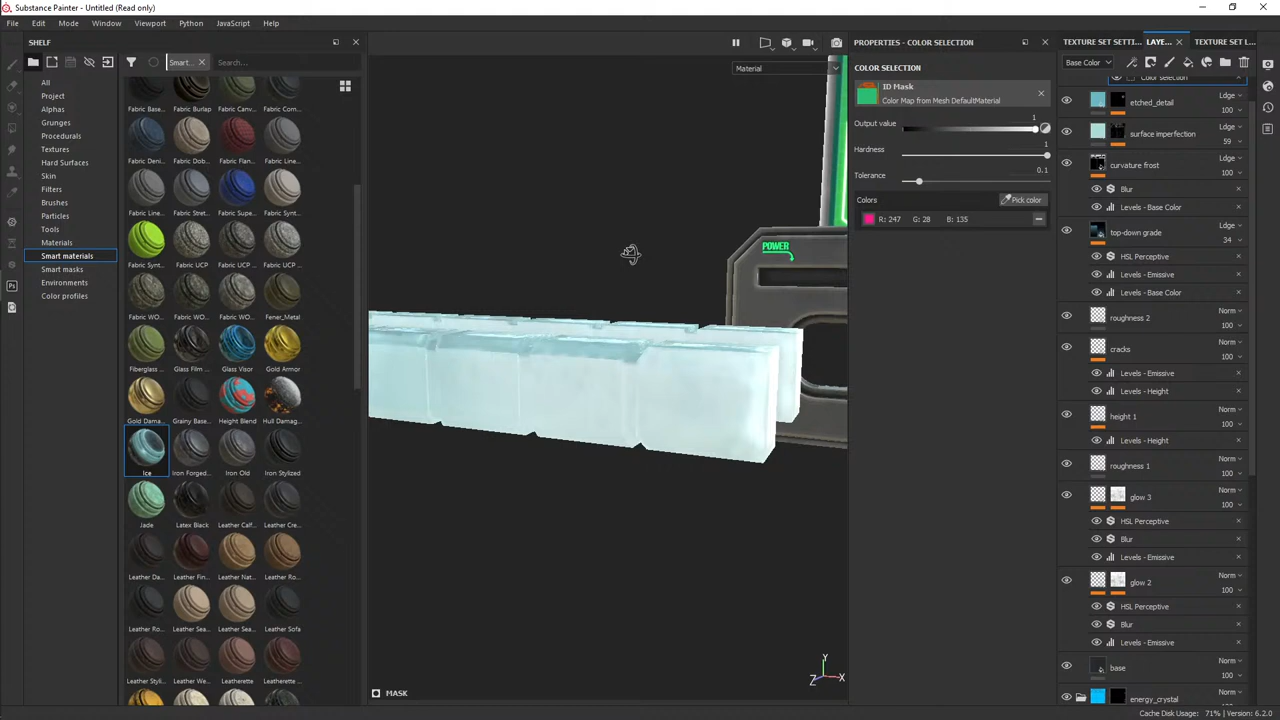 Substance Painter - Untitled (Read only)
File Edit Mode Window Viewport Python JavaScript Help
SHELF
Smart... Search...
All
Project
Alphas
Grunges
Procedurals
Textures
Hard Surfaces
Skin
Filters
Brushes
Particles
Tools
Materials
Smart materials
Smart masks
Environments
Color profiles
Fabric Base... Fabric Burlap Fabric Canv... Fabric Com...
Fabric Deni... Fabric Dob... Fabric Flan... Fabric Line...
Fabric Line... Fabric Stret... Fabric Supe... Fabric Synt...
Fabric Synt... Fabric UCP Fabric UCP ... Fabric UCP ...
Fabric WO... Fabric WO... Fabric WO... Fener_Metal
Fiberglass ... Glass Film ... Glass Visor Gold Armor
Gold Dama... Grainy Base... Height Blend Hull Damag...
Ice Iron Forged... Iron Old Iron Stylized
Jade Latex Black Leather Calf... Leather Cre...
Leather Da... Leather Fin... Leather Nat... Leather Ro...
Leather Ro... Leather Sea... Leather Sea... Leather Sofa
Leather Styli... Leather We... Leatherette Leatherette ...
Material
POWER
Y
Z X
MASK
PROPERTIES - COLOR SELECTION
COLOR SELECTION
ID Mask
Color Map from Mesh DefaultMaterial
Output value 1
Hardness 1
Tolerance 0.1
Colors Pick color
R: 247 G: 28 B: 135
TEXTURE SET SETTI... LAYE... TEXTURE SET L...
Base Color
Color selection
etched_detail Ldge 100
surface imperfection Ldge 59
curvature frost Ldge 100
Blur
Levels - Base Color
top-down grade Ldge 34
HSL Perceptive
Levels - Emissive
Levels - Base Color
roughness 2 Norm 100
cracks Norm 100
Levels - Emissive
Levels - Height
height 1 Norm 100
Levels - Height
roughness 1 Norm 100
glow 3 Norm 100
HSL Perceptive
Blur
Levels - Emissive
glow 2 Norm 100
HSL Perceptive
Blur
Levels - Emissive
base Norm 100
energy_crystal Norm
Cache Disk Usage: 71% | Version: 6.2.0